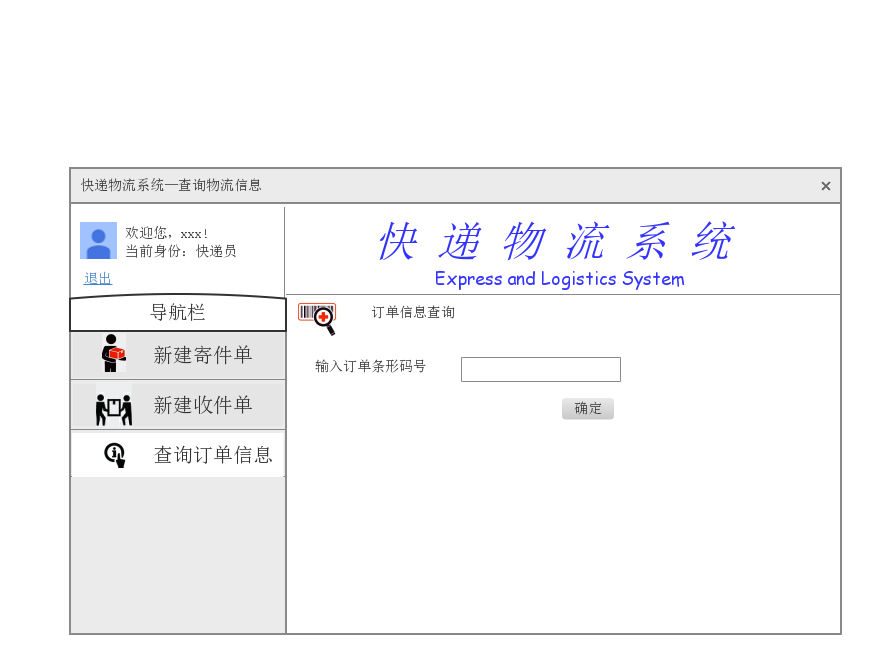 快递物流系统—查询物流信息
×
欢迎您，xxx！
当前身份：快递员
退出
快递物流系统
Express and Logistics System
导航栏
新建寄件单
新建收件单
查询订单信息
订单信息查询
输入订单条形码号
确定